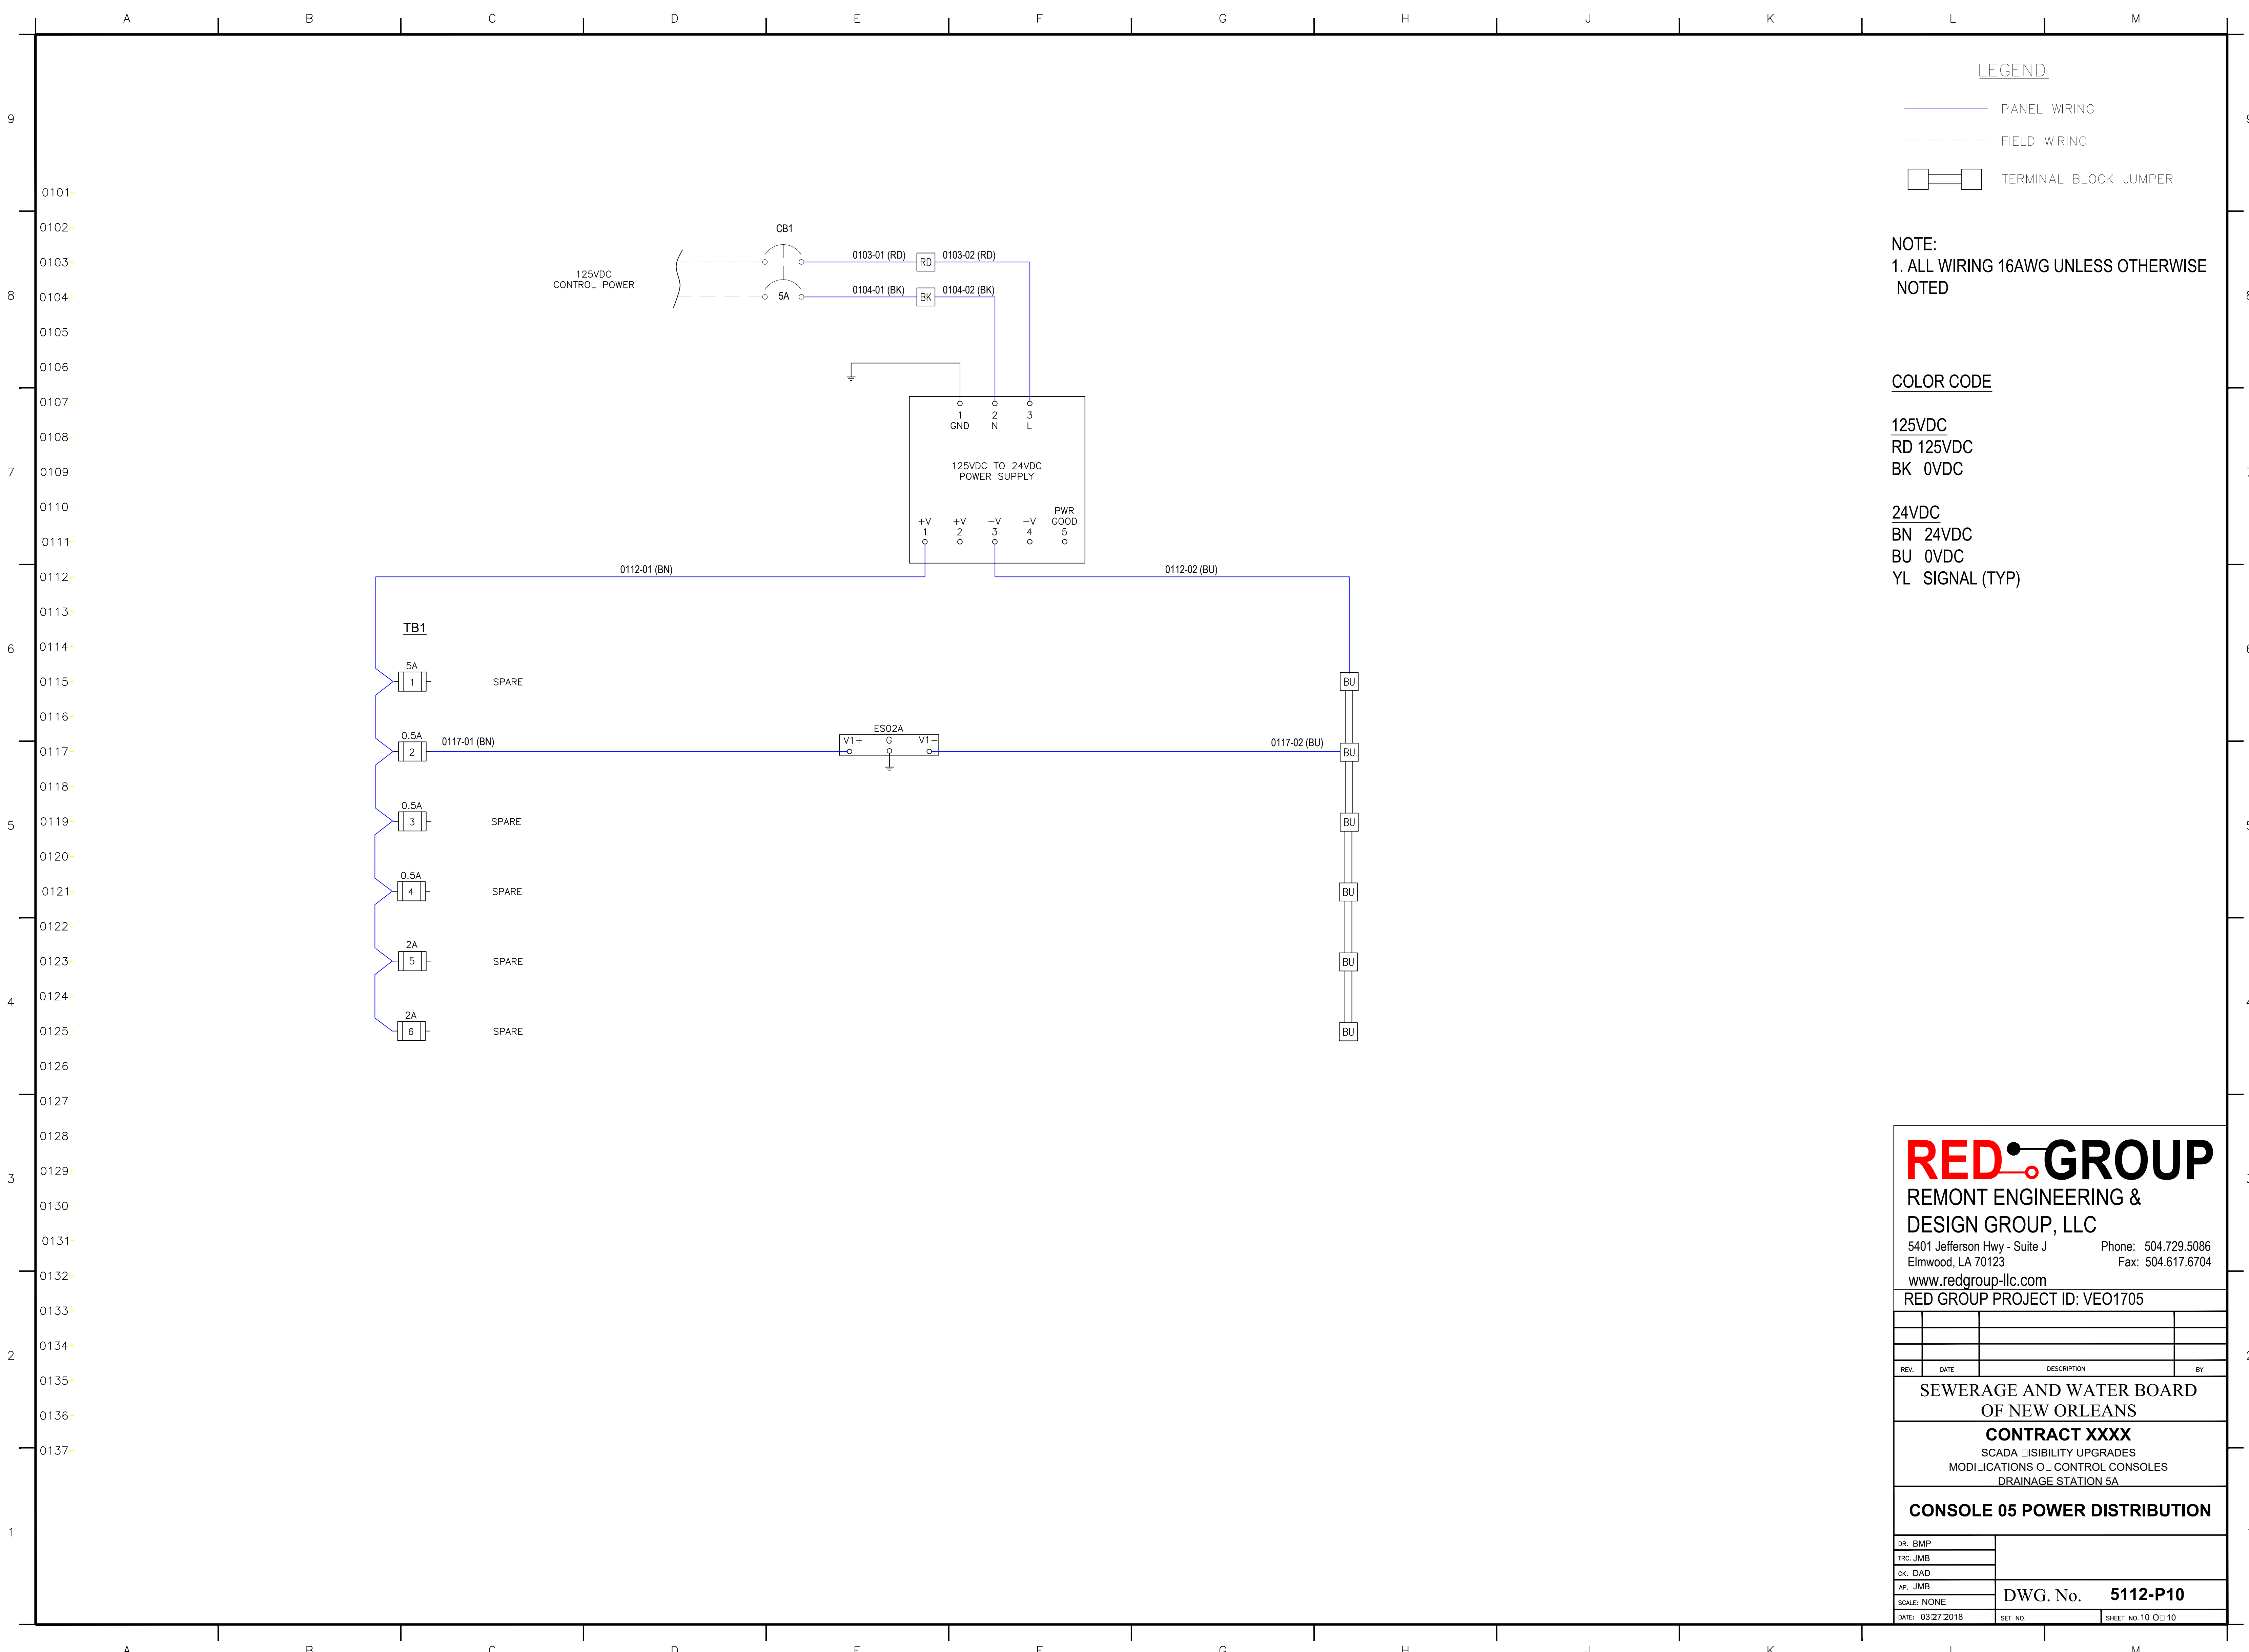 A B C D E F G H J K L M
LEGEND
PANEL WIRING
FIELD WIRING
TERMINAL BLOCK JUMPER
NOTE:
1. ALL WIRING 16AWG UNLESS OTHERWISE
NOTED
COLOR CODE
125VDC
RD 125VDC
BK 0VDC
24VDC
BN 24VDC
BU 0VDC
YL SIGNAL (TYP)
9
8
7
6
5
4
3
2
1
0101
0102
0103
0104
0105
0106
0107
0108
0109
0110
0111
0112
0113
0114
0115
0116
0117
0118
0119
0120
0121
0122
0123
0124
0125
0126
0127
0128
0129
0130
0131
0132
0133
0134
0135
0136
0137
CB1
125VDC
CONTROL POWER
5A
0103-01 (RD) RD 0103-02 (RD)
0104-01 (BK) BK 0104-02 (BK)
1 2 3
GND N L
125VDC TO 24VDC
POWER SUPPLY
PWR
+V +V -V -V GOOD
1 2 3 4 5
0112-01 (BN) 0112-02 (BU)
TB1
5A
1 SPARE BU
0.5A ES02A
0117-01 (BN) V1+ G V1- 0117-02 (BU)
2 BU
0.5A
3 SPARE BU
0.5A
4 SPARE BU
2A
5 SPARE BU
2A
6 SPARE BU
RED GROUP
REMONT ENGINEERING &
DESIGN GROUP, LLC
5401 Jefferson Hwy - Suite J Phone: 504.729.5086
Elmwood, LA 70123 Fax: 504.617.6704
www.redgroup-llc.com
RED GROUP PROJECT ID: VEO1705
REV. DATE DESCRIPTION BY
SEWERAGE AND WATER BOARD
OF NEW ORLEANS
CONTRACT XXXX
SCADA □ISIBILITY UPGRADES
MODI□ICATIONS O□ CONTROL CONSOLES
DRAINAGE STATION 5A
CONSOLE 05 POWER DISTRIBUTION
DR. BMP
TRC. JMB
CK. DAD
AP. JMB
SCALE: NONE
DWG. No. 5112-P10
DATE: 03/27/2018 SET NO. SHEET NO. 10 O□ 10
A B C D E F G H J K L M